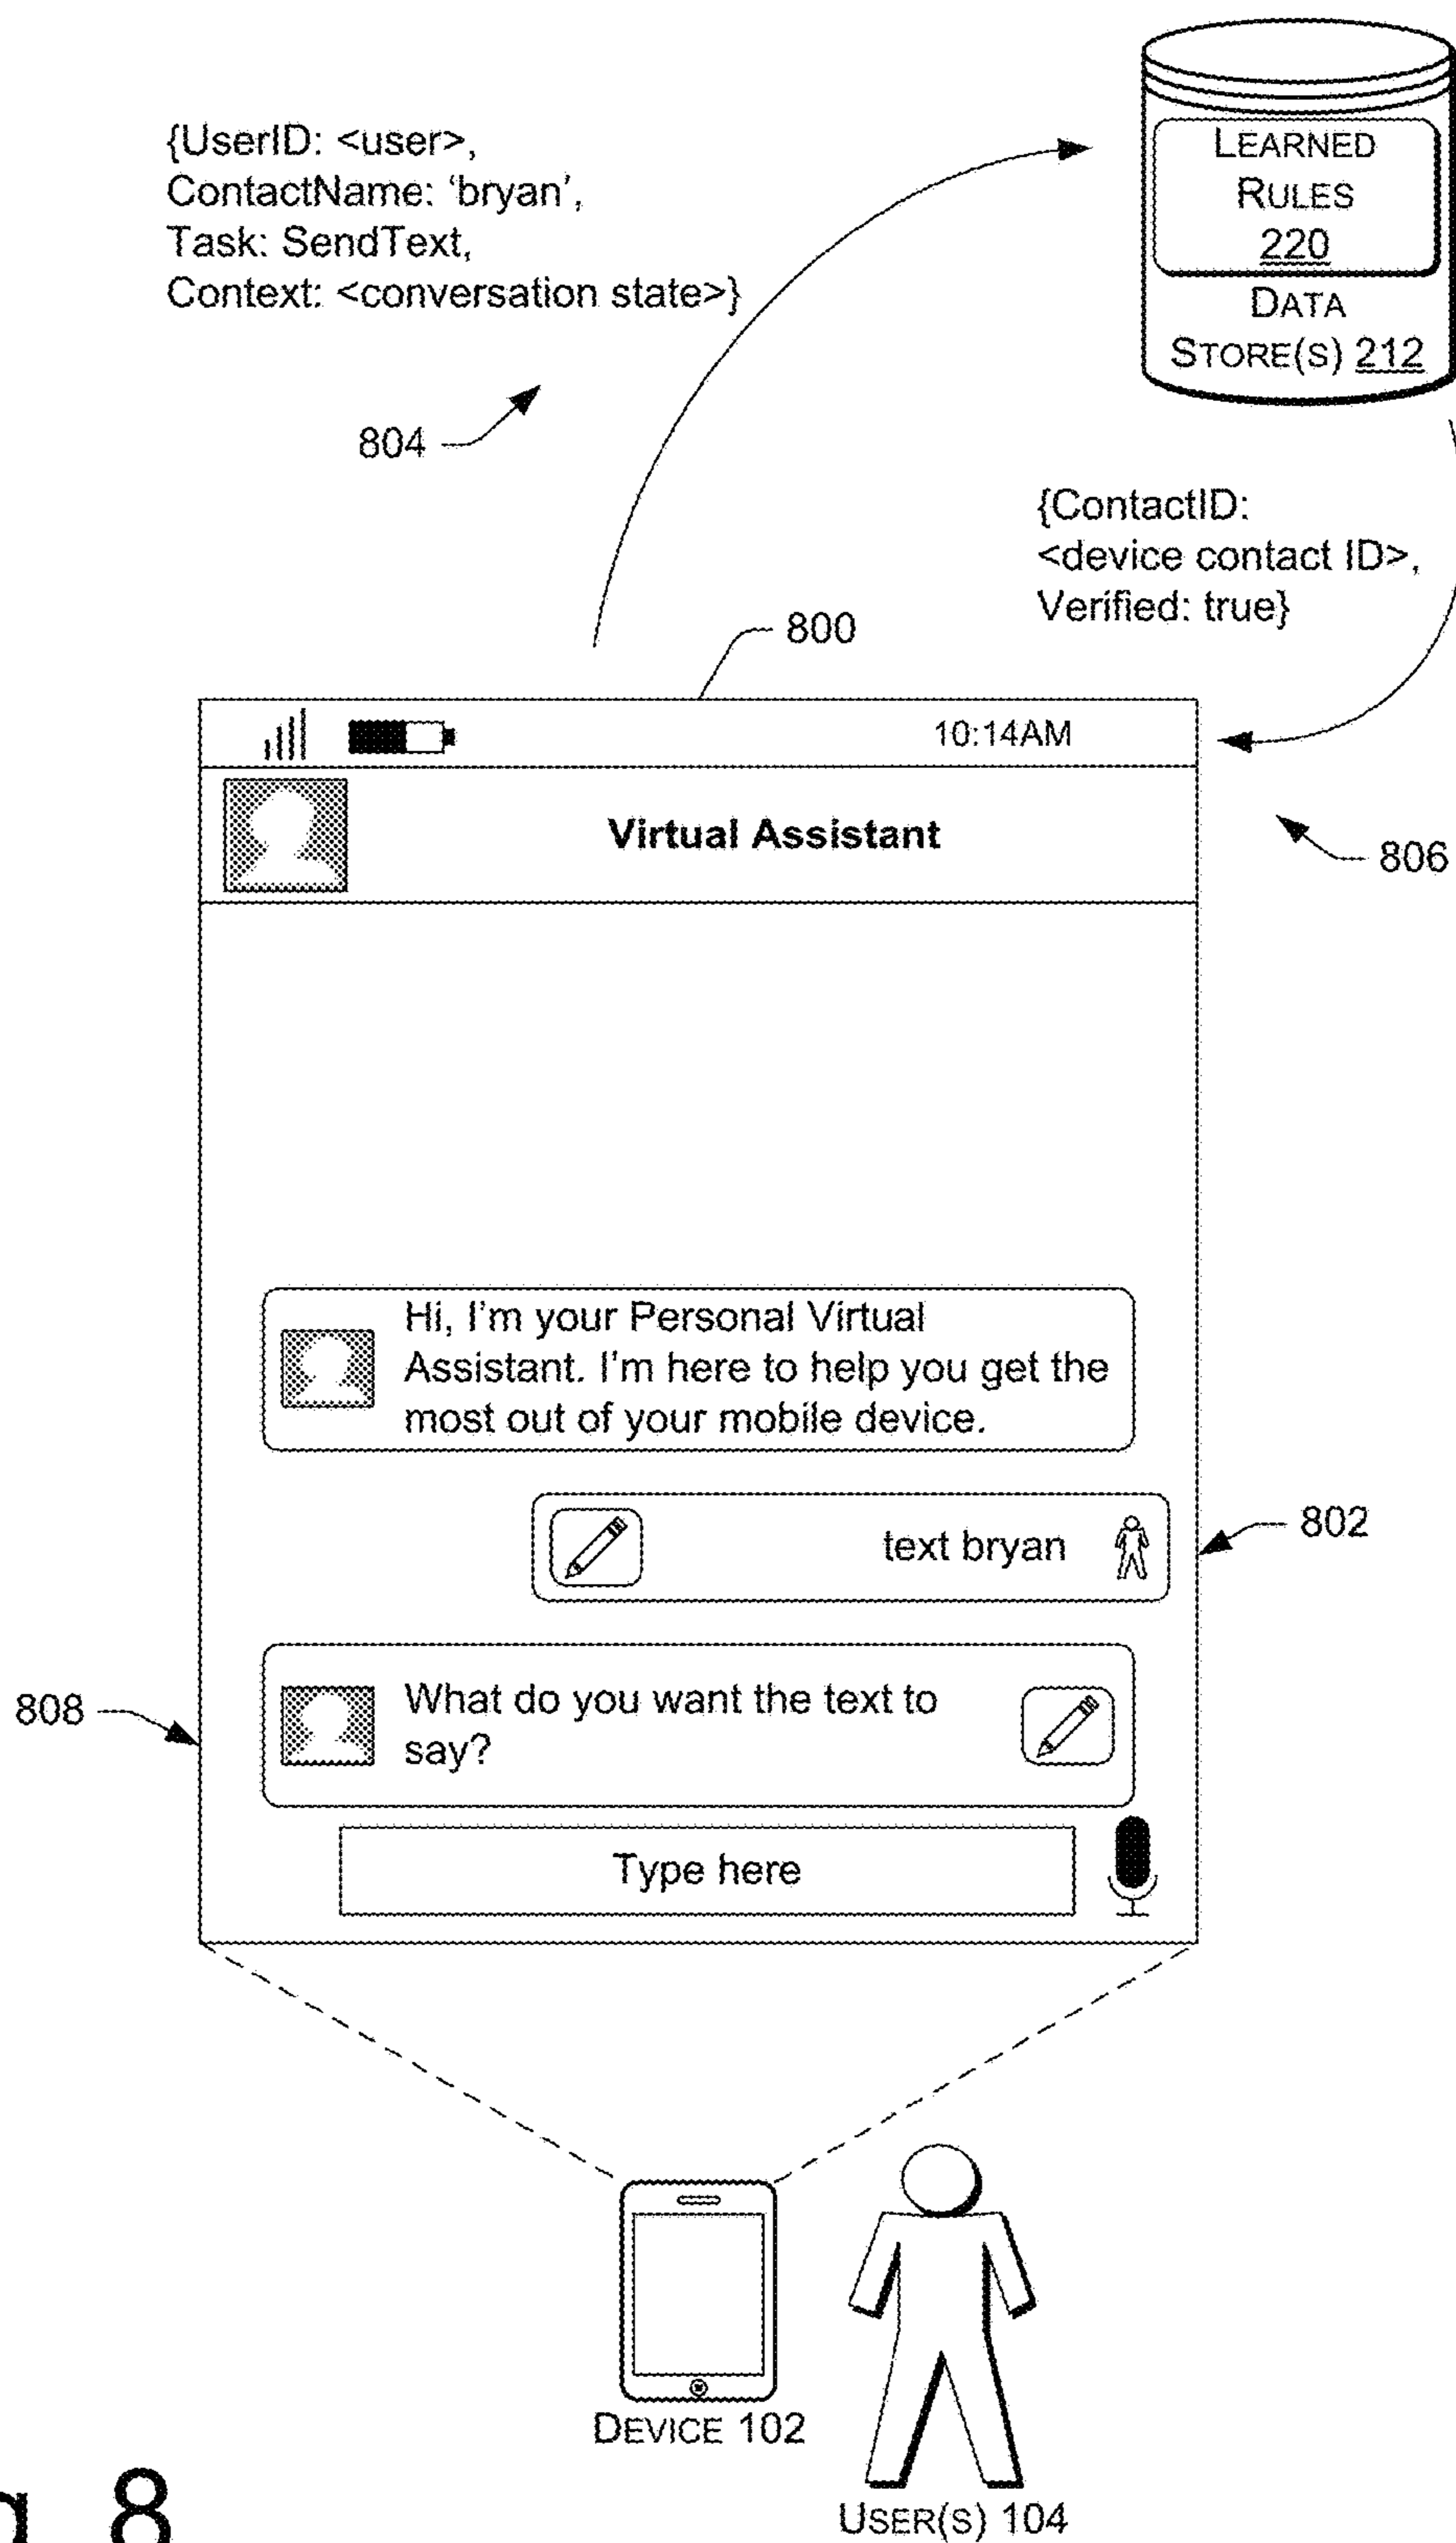 {UserID: <user>,
ContactName: ‘bryan’,
Task: SendText,
Context: <conversation state>}
804
LEARNED
RULES
220
DATA
STORE(S) 212
{ContactID:
<device contact ID>,
Verified: true}
800
10:14AM
Virtual Assistant
806
Hi, I’m your Personal Virtual
Assistant. I’m here to help you get the
most out of your mobile device.
text bryan
802
808
What do you want the text to
say?
Type here
DEVICE 102
USER(S) 104
8